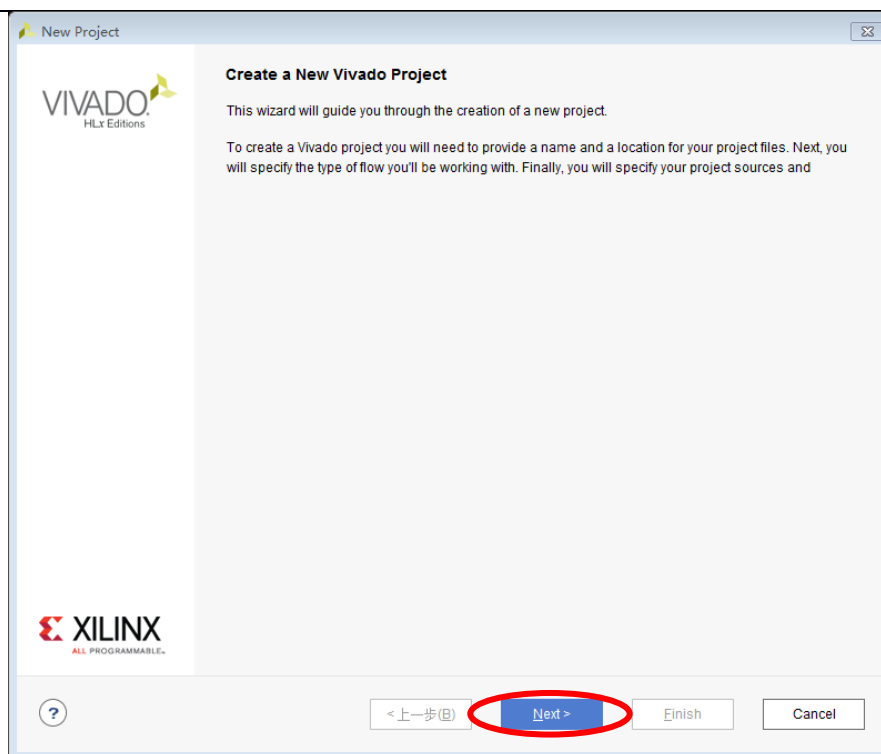 New Project
VIVADO.
HLx Editions
Create a New Vivado Project
This wizard will guide you through the creation of a new project.
To create a Vivado project you will need to provide a name and a location for your project files. Next, you
will specify the type of flow you'll be working with. Finally, you will specify your project sources and
XILINX
ALL PROGRAMMABLE™
?
<上一步(B)
Next >
Finish
Cancel